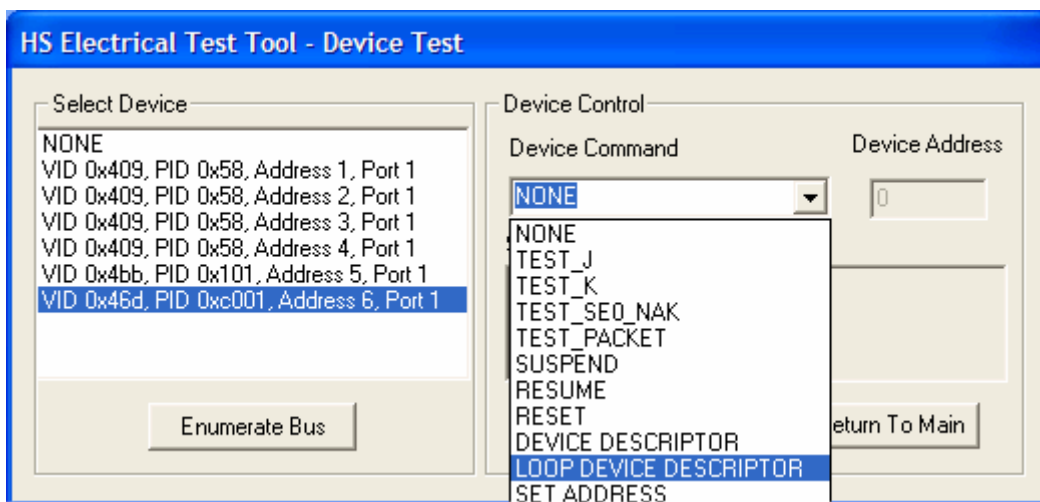 HS Electrical Test Tool - Device Test
Select Device
NONE
VID 0x409, PID 0x58, Address 1, Port 1
VID 0x409, PID 0x58, Address 2, Port 1
VID 0x409, PID 0x58, Address 3, Port 1
VID 0x409, PID 0x58, Address 4, Port 1
VID 0x4bb, PID 0x101, Address 5, Port 1
VID 0x46d, PID 0xc001, Address 6, Port 1
Enumerate Bus
Device Control
Device Command
Device Address
NONE
0
NONE
TEST_J
TEST_K
TEST_SE0_NAK
TEST_PACKET
SUSPEND
RESUME
RESET
DEVICE DESCRIPTOR
LOOP DEVICE DESCRIPTOR
SET ADDRESS
eturn To Main